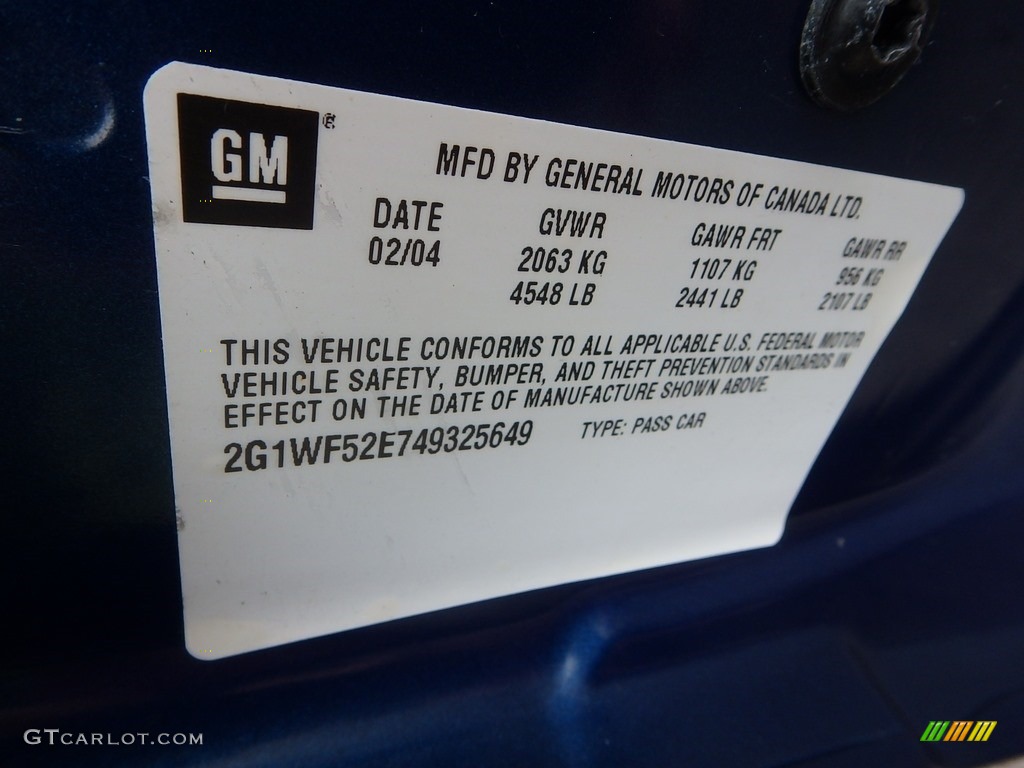 GM ®
MFD BY GENERAL MOTORS OF CANADA LTD.
DATE GVWR GAWR FRT GAWR RR
02/04 2063 KG 1107 KG 956 KG
4548 LB 2441 LB 2107 LB
THIS VEHICLE CONFORMS TO ALL APPLICABLE U.S. FEDERAL MOTOR
VEHICLE SAFETY, BUMPER, AND THEFT PREVENTION STANDARDS IN
EFFECT ON THE DATE OF MANUFACTURE SHOWN ABOVE.
2G1WF52E749325649 TYPE: PASS CAR
GTCARLOT.COM